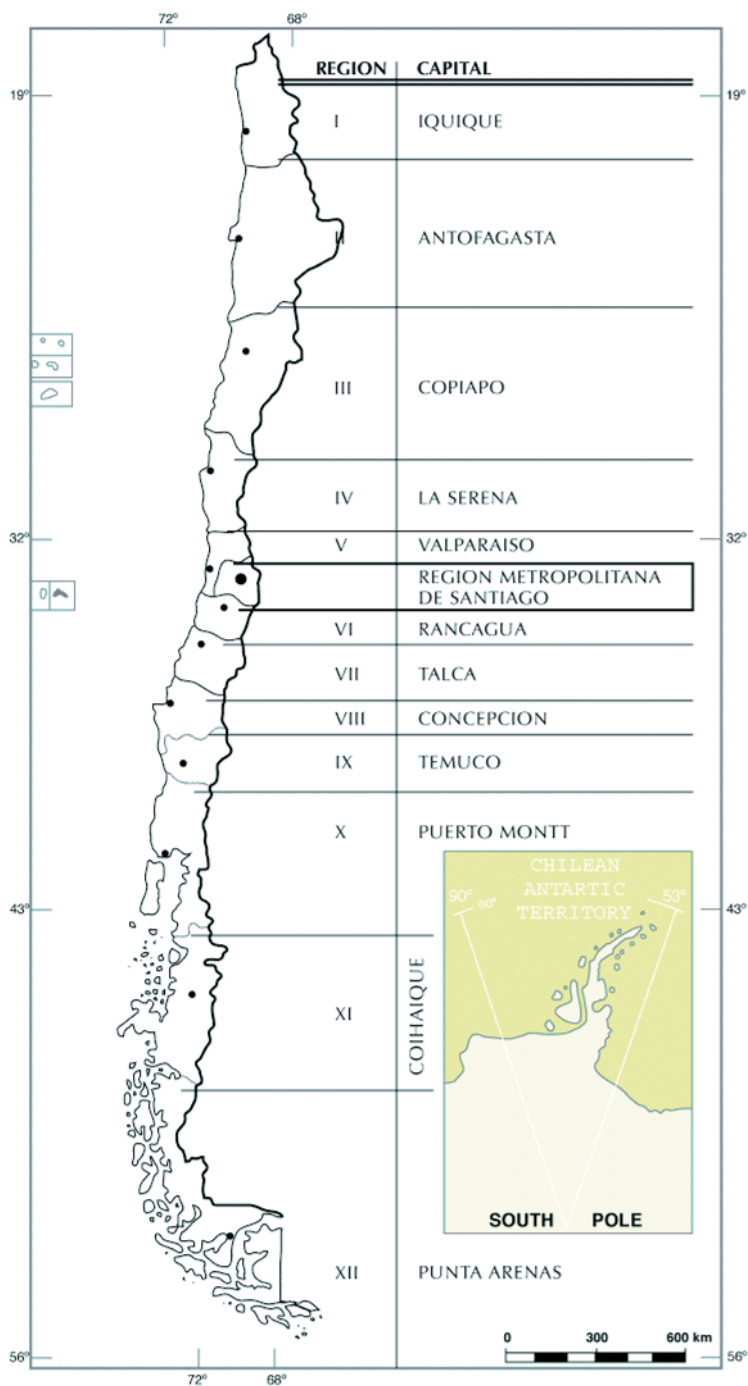 72° 68°
REGION CAPITAL
19° 19°
I IQUIQUE
II ANTOFAGASTA
III COPIAPO
IV LA SERENA
32° 32°
V VALPARAISO
REGION METROPOLITANA
DE SANTIAGO
VI RANCAGUA
VII TALCA
VIII CONCEPCION
IX TEMUCO
X PUERTO MONTT
CHILEAN
ANTARTIC
TERRITORY
90° 80° 53°
43° 43°
XI COIHAIQUE
SOUTH POLE
XII PUNTA ARENAS
0 300 600 km
56° 56°
72° 68°